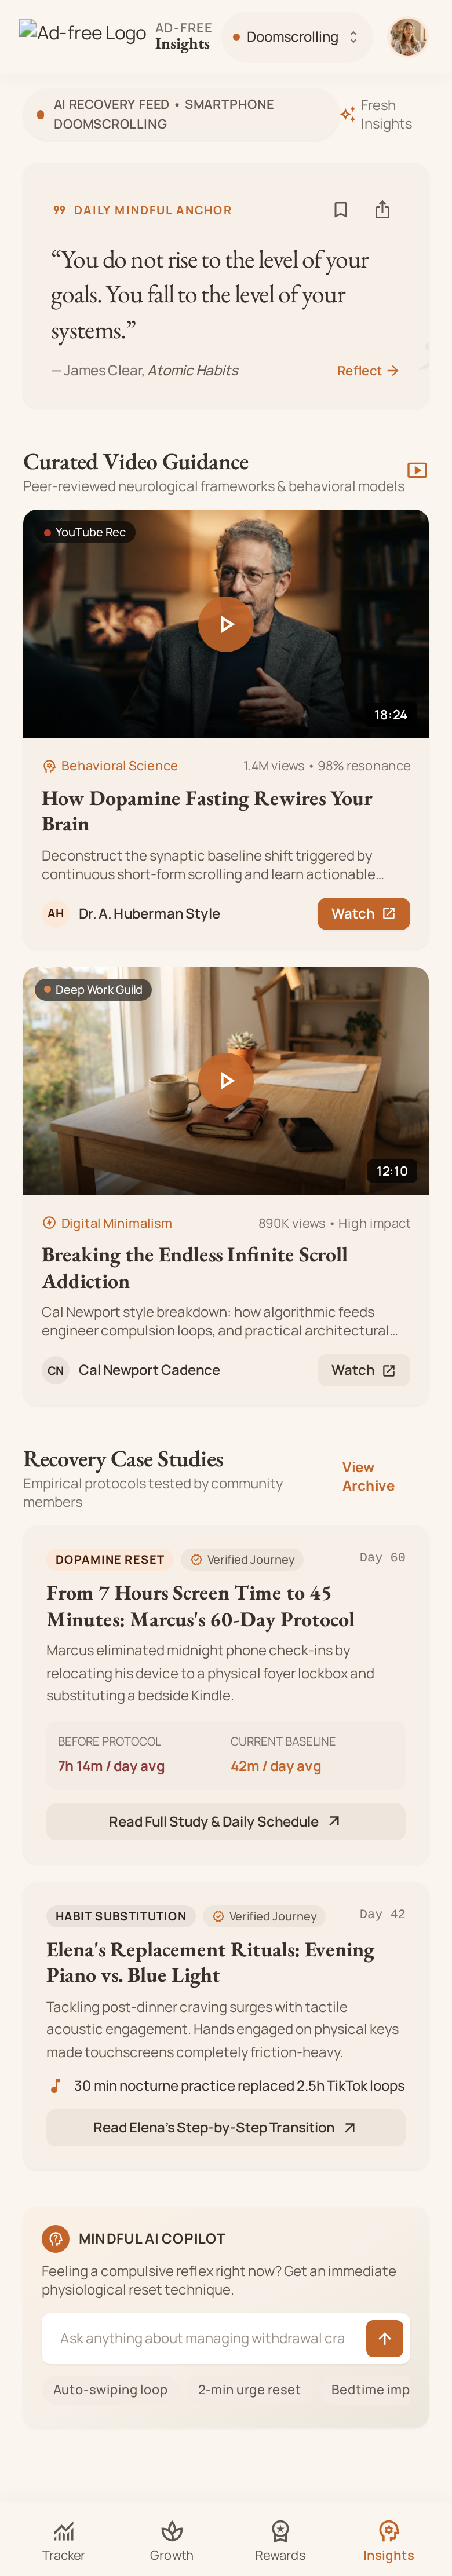 Ad-free Logo
AD-FREE
Insights
Doomscrolling
AI RECOVERY FEED • SMARTPHONE
DOOMSCROLLING
Fresh
Insights
DAILY MINDFUL ANCHOR
“You do not rise to the level of your
goals. You fall to the level of your
systems.”
— James Clear, Atomic Habits
Reflect
Curated Video Guidance
Peer-reviewed neurological frameworks & behavioral models
YouTube Rec
18:24
Behavioral Science
1.4M views • 98% resonance
How Dopamine Fasting Rewires Your
Brain
Deconstruct the synaptic baseline shift triggered by
continuous short-form scrolling and learn actionable...
AH
Dr. A. Huberman Style
Watch
Deep Work Guild
12:10
Digital Minimalism
890K views • High impact
Breaking the Endless Infinite Scroll
Addiction
Cal Newport style breakdown: how algorithmic feeds
engineer compulsion loops, and practical architectural...
CN
Cal Newport Cadence
Watch
Recovery Case Studies
Empirical protocols tested by community
members
View
Archive
DOPAMINE RESET
Verified Journey
Day 60
From 7 Hours Screen Time to 45
Minutes: Marcus's 60-Day Protocol
Marcus eliminated midnight phone check-ins by
relocating his device to a physical foyer lockbox and
substituting a bedside Kindle.
BEFORE PROTOCOL
CURRENT BASELINE
7h 14m / day avg
42m / day avg
Read Full Study & Daily Schedule
HABIT SUBSTITUTION
Verified Journey
Day 42
Elena's Replacement Rituals: Evening
Piano vs. Blue Light
Tackling post-dinner craving surges with tactile
acoustic engagement. Hands engaged on physical keys
made touchscreens completely friction-heavy.
30 min nocturne practice replaced 2.5h TikTok loops
Read Elena's Step-by-Step Transition
MINDFUL AI COPILOT
Feeling a compulsive reflex right now? Get an immediate
physiological reset technique.
Ask anything about managing withdrawal cra
Auto-swiping loop
2-min urge reset
Bedtime imp
Tracker
Growth
Rewards
Insights